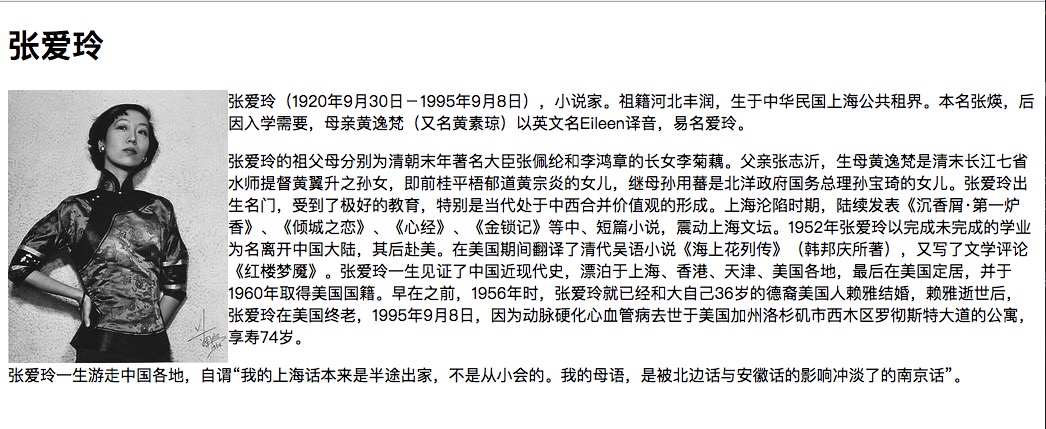 张爱玲
张爱玲（1920年9月30日－1995年9月8日），小说家。祖籍河北丰润，生于中华民国上海公共租界。本名张煐，后
因入学需要，母亲黄逸梵（又名黄素琼）以英文名Eileen译音，易名爱玲。
张爱玲的祖父母分别为清朝末年著名大臣张佩纶和李鸿章的长女李菊藕。父亲张志沂，生母黄逸梵是清末长江七省
水师提督黄翼升之孙女，即前桂平梧郁道黄宗炎的女儿，继母孙用蕃是北洋政府国务总理孙宝琦的女儿。张爱玲出
生名门，受到了极好的教育，特别是当代处于中西合并价值观的形成。上海沦陷时期，陆续发表《沉香屑·第一炉
香》、《倾城之恋》、《心经》、《金锁记》等中、短篇小说，震动上海文坛。1952年张爱玲以完成未完成的学业
为名离开中国大陆，其后赴美。在美国期间翻译了清代吴语小说《海上花列传》（韩邦庆所著），又写了文学评论
《红楼梦魇》。张爱玲一生见证了中国近现代史，漂泊于上海、香港、天津、美国各地，最后在美国定居，并于
1960年取得美国国籍。早在之前，1956年时，张爱玲就已经和大自己36岁的德裔美国人赖雅结婚，赖雅逝世后，
张爱玲在美国终老，1995年9月8日，因为动脉硬化心血管病去世于美国加州洛杉矶市西木区罗彻斯特大道的公寓，
享寿74岁。
张爱玲一生游走中国各地，自谓“我的上海话本来是半途出家，不是从小会的。我的母语，是被北边话与安徽话的影响冲淡了的南京话”。